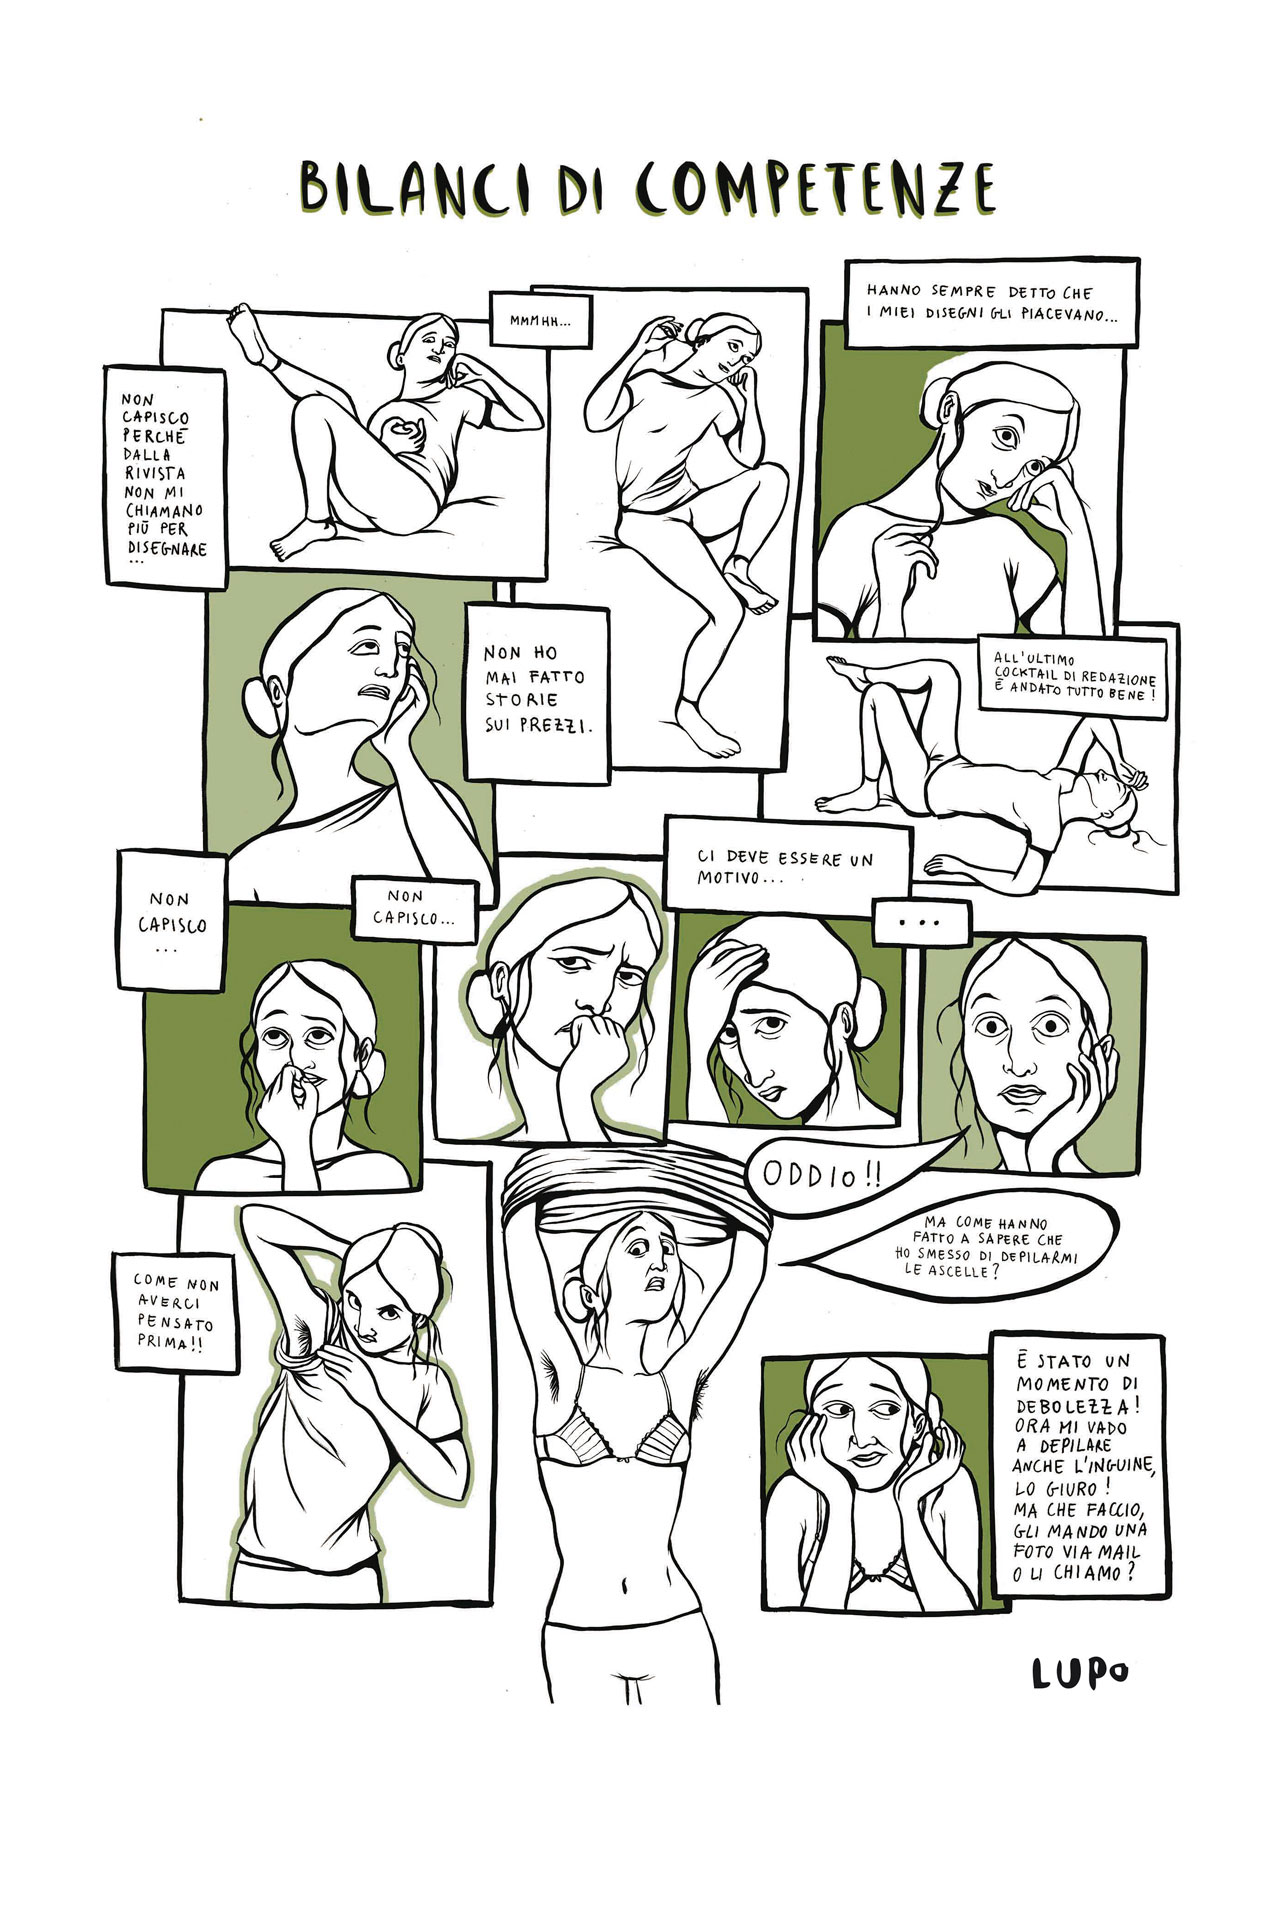 BILANCI DI COMPETENZE
NON
CAPISCO
PERCHÉ
DALLA
RIVISTA
NON MI
CHIAMANO
PIÙ PER
DISEGNARE
...
MMMHH...
HANNO SEMPRE DETTO CHE
I MIEI DISEGNI GLI PIACEVANO...
NON HO
MAI FATTO
STORIE
SUI PREZZI.
ALL'ULTIMO
COCKTAIL DI REDAZIONE
È ANDATO TUTTO BENE!
NON
CAPISCO
...
NON
CAPISCO...
CI DEVE ESSERE UN
MOTIVO...
...
ODDIO!!
COME NON
AVERCI
PENSATO
PRIMA!!
MA COME HANNO
FATTO A SAPERE CHE
HO SMESSO DI DEPILARMI
LE ASCELLE?
È STATO UN
MOMENTO DI
DEBOLEZZA!
ORA MI VADO
A DEPILARE
ANCHE L'INGUINE,
LO GIURO!
MA CHE FACCIO,
GLI MANDO UNA
FOTO VIA MAIL
O LI CHIAMO?
LUPO